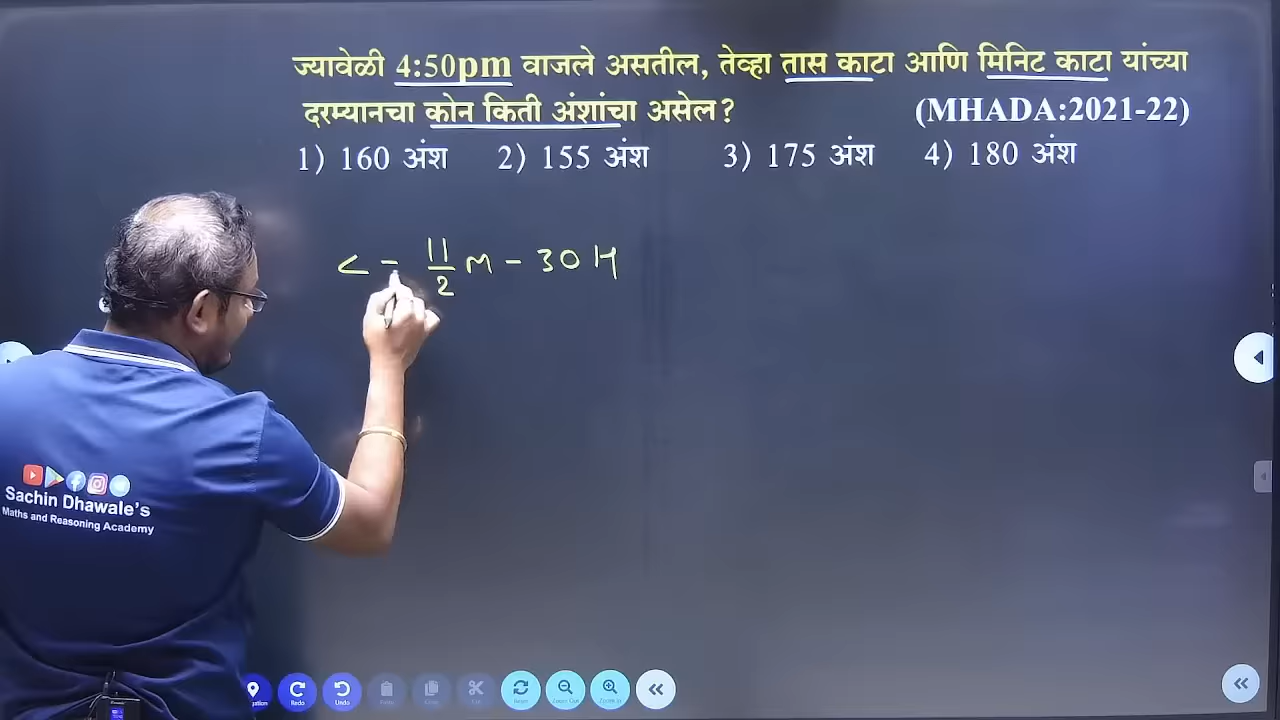 ज्यावेळी 4:50pm वाजले असतील, तेव्हा तास काटा आणि मिनिट काटा यांच्या
दरम्यानचा कोन किती अंशांचा असेल? (MHADA:2021-22)
1) 160 अंश 2) 155 अंश 3) 175 अंश 4) 180 अंश
< = 11/2 M - 30 H
Sachin Dhawale's
Maths and Reasoning Academy
Redo Undo